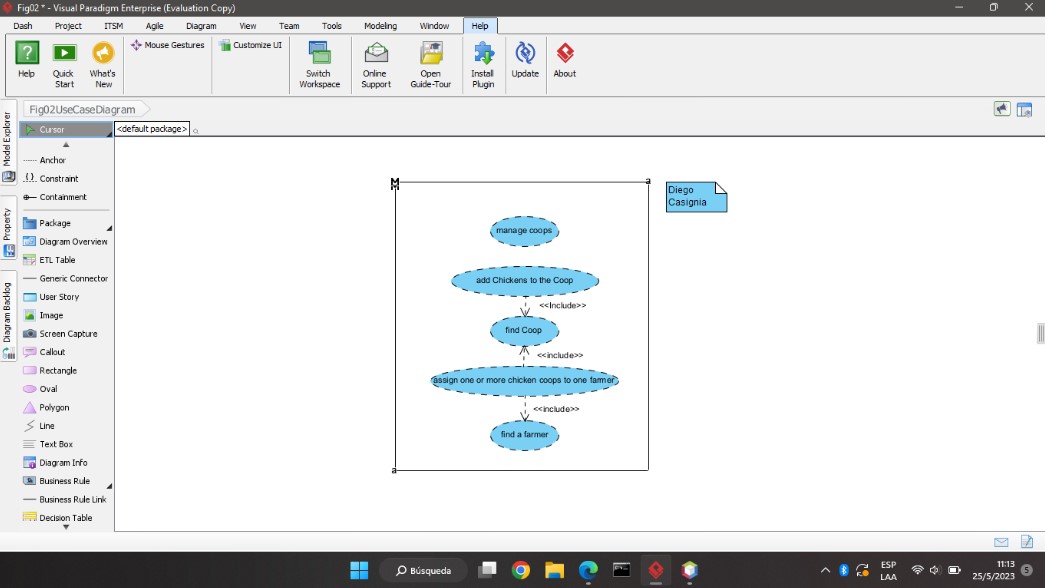 Fig02 * - Visual Paradigm Enterprise (Evaluation Copy)
Dash Project ITSM Agile Diagram View Team Tools Modeling Window Help
Help
Quick Start
What's New
Mouse Gestures
Customize UI
Switch Workspace
Online Support
Open Guide-Tour
Install Plugin
Update
About
Fig02UseCaseDiagram
Model Explorer
Property
Diagram Backlog
Cursor
Anchor
Constraint
Containment
Package
Diagram Overview
ETL Table
Generic Connector
User Story
Image
Screen Capture
Callout
Rectangle
Oval
Polygon
Line
Text Box
Diagram Info
Business Rule
Business Rule Link
Decision Table
<default package>
M
a
a
Diego
Casignia
manage coops
add Chickens to the Coop
<<Include>>
find Coop
<<include>>
assign one or more chicken coops to one farmer
<<include>>
find a farmer
Búsqueda
ESP
LAA
11:13
25/5/2023
5